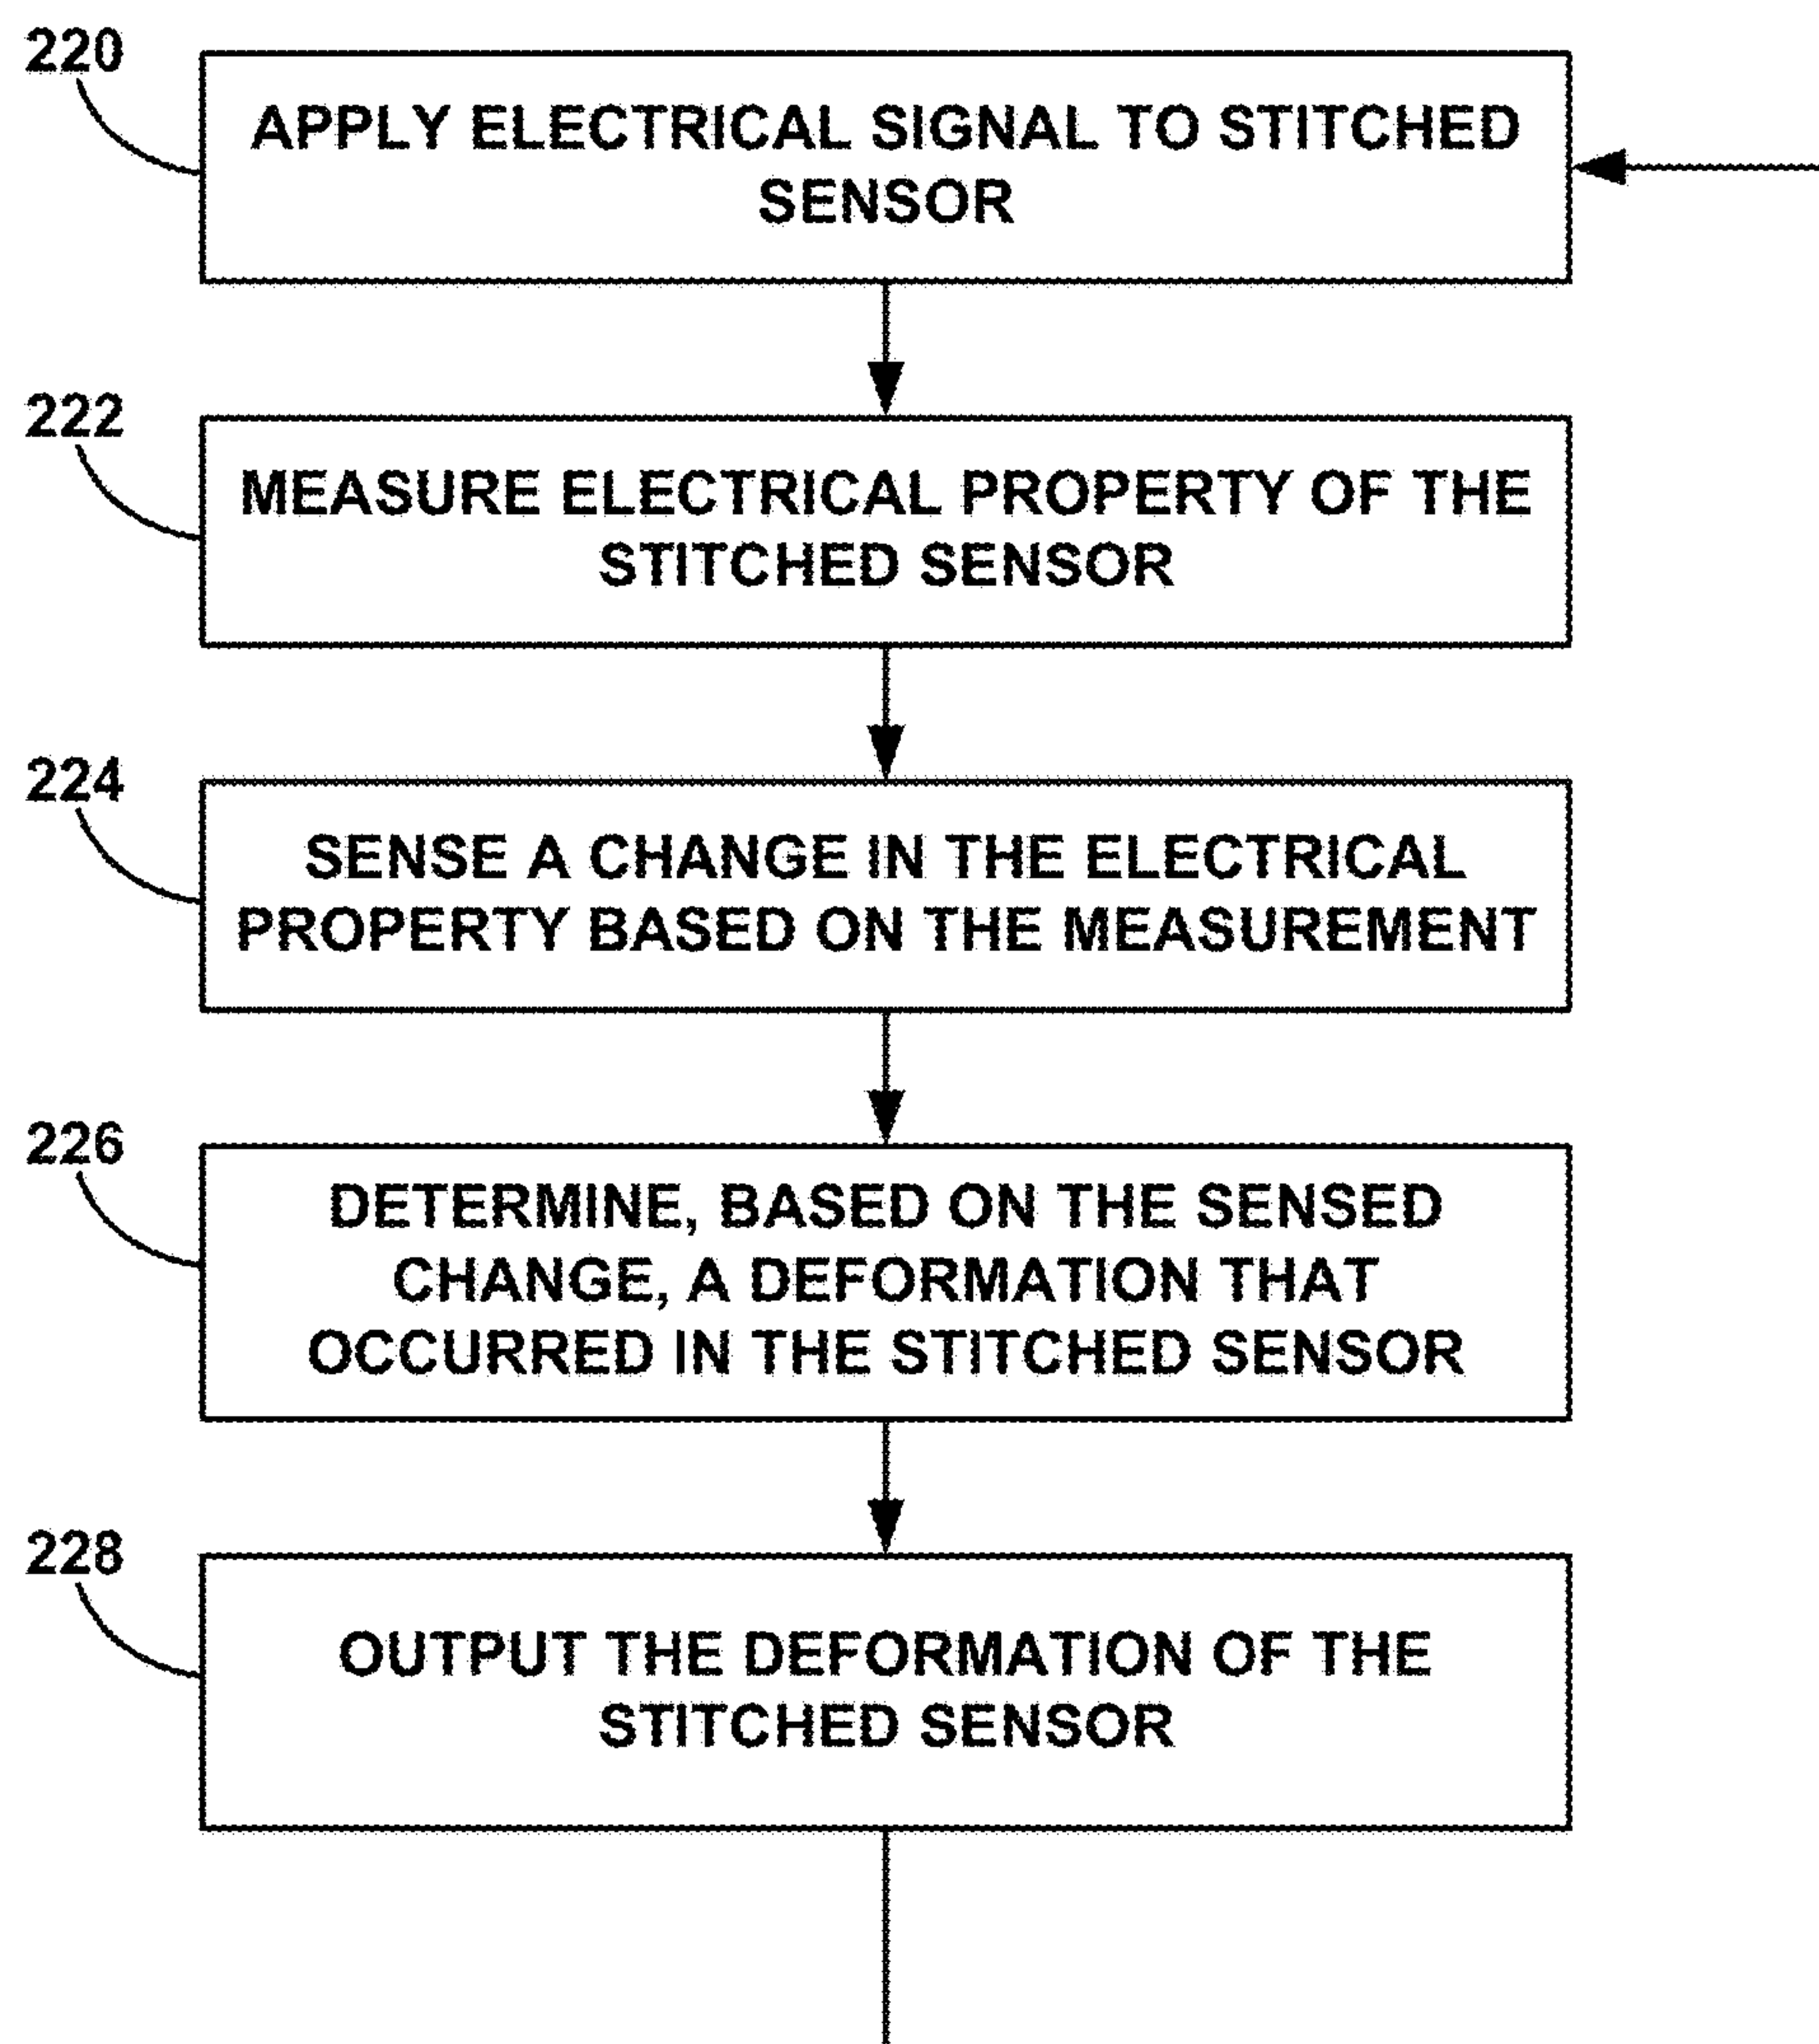 220
APPLY ELECTRICAL SIGNAL TO STITCHED
SENSOR
222
MEASURE ELECTRICAL PROPERTY OF THE
STITCHED SENSOR
224
SENSE A CHANGE IN THE ELECTRICAL
PROPERTY BASED ON THE MEASUREMENT
226
DETERMINE, BASED ON THE SENSED
CHANGE, A DEFORMATION THAT
OCCURRED IN THE STITCHED SENSOR
228
OUTPUT THE DEFORMATION OF THE
STITCHED SENSOR